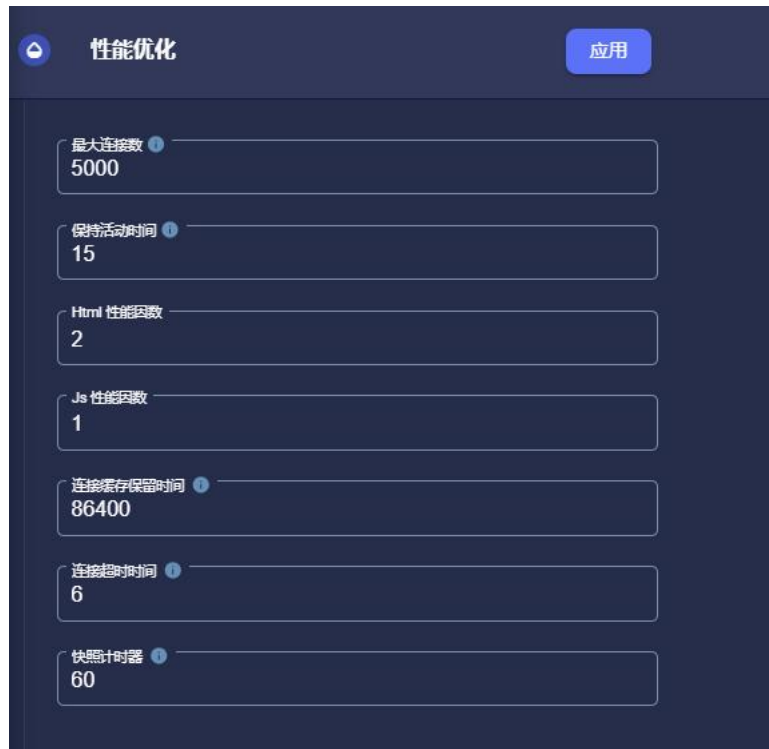 性能优化
应用
最大连接数
5000
保持活动时间
15
Html 性能因数
2
Js 性能因数
1
连接缓存保留时间
86400
连接超时时间
6
快照计时器
60